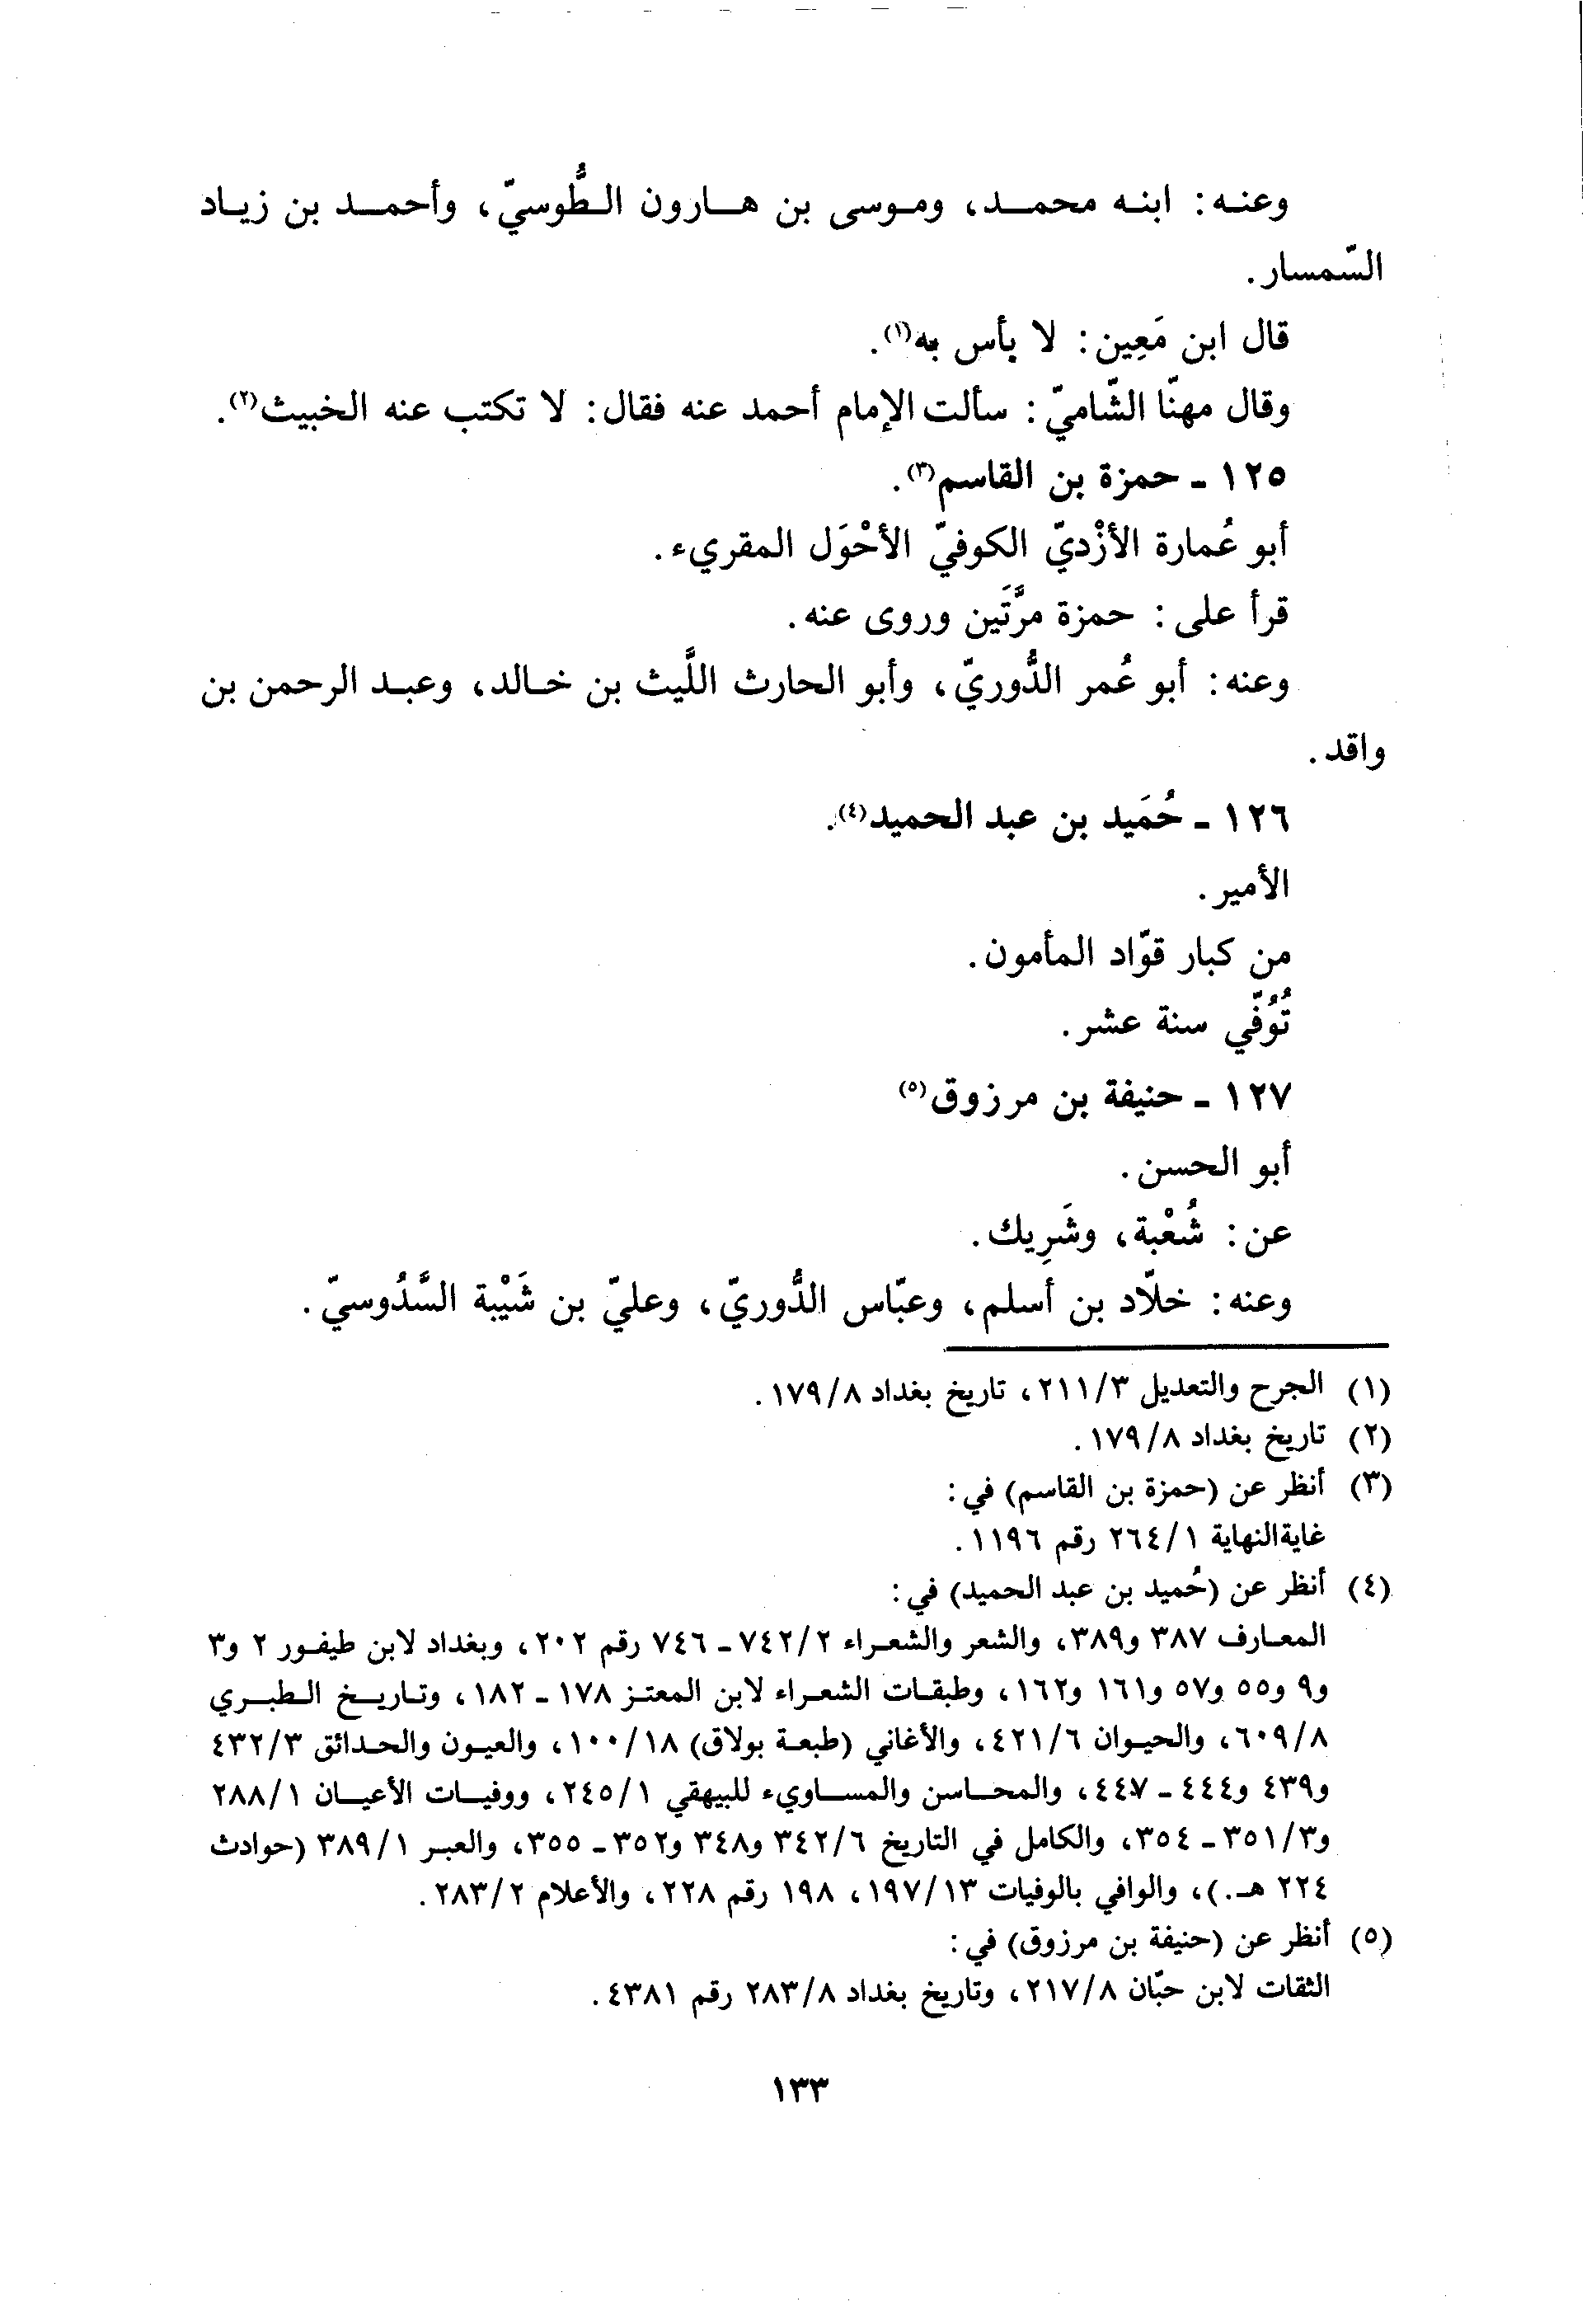 وعنه: ابنه محمد، وموسى بن هارون الطُّوسيّ، وأحمد بن زياد
السّمسار.
قال ابن مَعِين: لا بأس به(١).
وقال مهنّا الشّاميّ: سألت الإمام أحمد عنه فقال: لا تكتب عنه الخبيث(٢).
١٢٥ - حمزة بن القاسم(٣).
أبو عُمارة الأزْديّ الكوفيّ الأحْوَل المقريء.
قرأ على: حمزة مرَّتَين وروى عنه.
وعنه: أبو عُمر الدُّوريّ، وأبو الحارث اللَّيث بن خالد، وعبد الرحمن بن
واقد.
١٢٦ - حُمَيد بن عبد الحميد(٤).
الأمير.
من كبار قوّاد المأمون.
تُوُفّي سنة عشر.
١٢٧ - حنيفة بن مرزوق(٥)
أبو الحسن.
عن: شُعْبة، وشَرِيك.
وعنه: خلّاد بن أسلم، وعبّاس الدُّوريّ، وعليّ بن شَيْبة السَّدُوسيّ.
(١) الجرح والتعديل ٢١١/٣، تاريخ بغداد ١٧٩/٨.
(٢) تاريخ بغداد ١٧٩/٨.
(٣) أنظر عن (حمزة بن القاسم) في:
غايةالنهاية ٢٦٤/١ رقم ١١٩٦.
(٤) أنظر عن (حُميد بن عبد الحميد) في:
المعارف ٣٨٧ و٣٨٩، والشعر والشعراء ٧٤٢/٢ - ٧٤٦ رقم ٢٠٢، وبغداد لابن طيفور ٢ و٣
و٩ و٥٥ و٥٧ و١٦١ و١٦٢، وطبقات الشعراء لابن المعتز ١٧٨ - ١٨٢، وتاريخ الطبري
٦٠٩/٨، والحيوان ٤٢١/٦، والأغاني (طبعة بولاق) ١٠٠/١٨، والعيون والحدائق ٤٣٢/٣
و٤٣٩ و٤٤٤ - ٤٤٧، والمحاسن والمساويء للبيهقي ٢٤٥/١، ووفيات الأعيان ٢٨٨/١
و٣٥١/٣ - ٣٥٤، والكامل في التاريخ ٣٤٢/٦ و٣٤٨ و٣٥٢ - ٣٥٥، والعبر ٣٨٩/١ (حوادث
٢٢٤ هـ.)، والوافي بالوفيات ١٩٧/١٣، ١٩٨ رقم ٢٢٨، والأعلام ٢٨٣/٢.
(٥) أنظر عن (حنيفة بن مرزوق) في:
الثقات لابن حبّان ٢١٧/٨، وتاريخ بغداد ٢٨٣/٨ رقم ٤٣٨١.
١٣٣